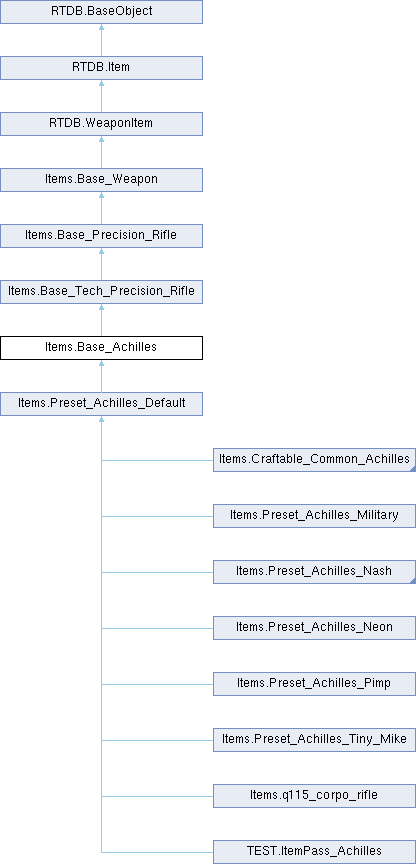 RTDB.BaseObject
RTDB.Item
RTDB.WeaponItem
Items.Base_Weapon
Items.Base_Precision_Rifle
Items.Base_Tech_Precision_Rifle
Items.Base_Achilles
Items.Preset_Achilles_Default
Items.Craftable_Common_Achilles
Items.Preset_Achilles_Military
Items.Preset_Achilles_Nash
Items.Preset_Achilles_Neon
Items.Preset_Achilles_Pimp
Items.Preset_Achilles_Tiny_Mike
Items.q115_corpo_rifle
TEST.ItemPass_Achilles